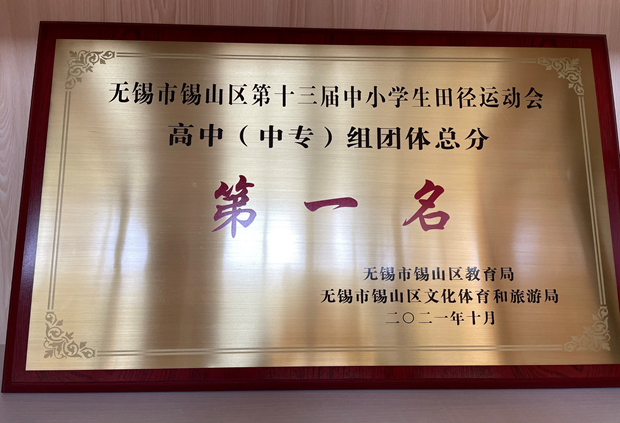 无锡市锡山区第十三届中小学生田径运动会
高中（中专）组团体总分
第一名
无锡市锡山区教育局
无锡市锡山区文化体育和旅游局
二〇二一年十月